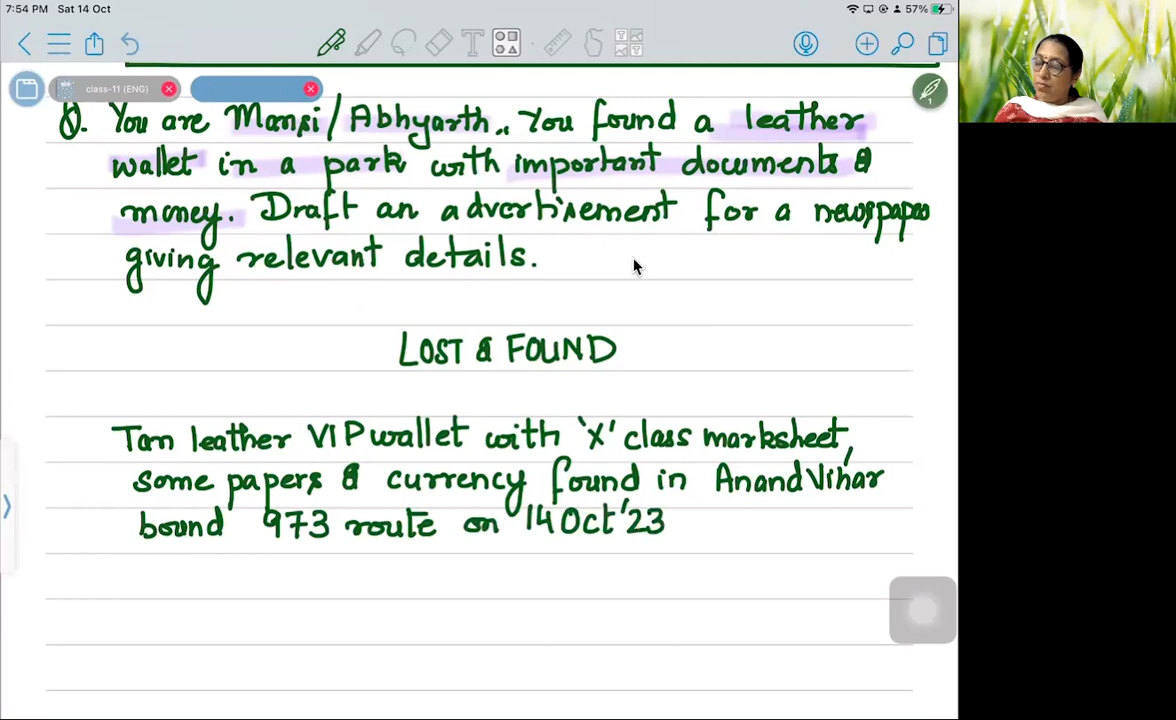 7:54 PM Sat 14 Oct
57%
class-11 (ENG)
1
Q. You are Mansi/Abhyarth. You found a leather
wallet in a park with important documents &
money. Draft an advertisement for a newspaper
giving relevant details.
LOST & FOUND
Tan leather VIP wallet with 'X' class marksheet,
some papers & currency found in Anand Vihar
bound 973 route on 14 Oct'23